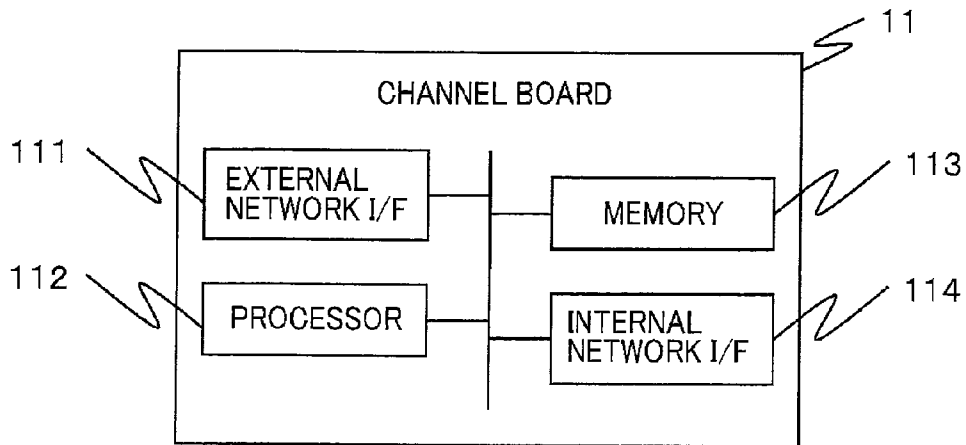 11
CHANNEL BOARD
111
EXTERNAL
NETWORK I/F
113
MEMORY
112
PROCESSOR
114
INTERNAL
NETWORK I/F